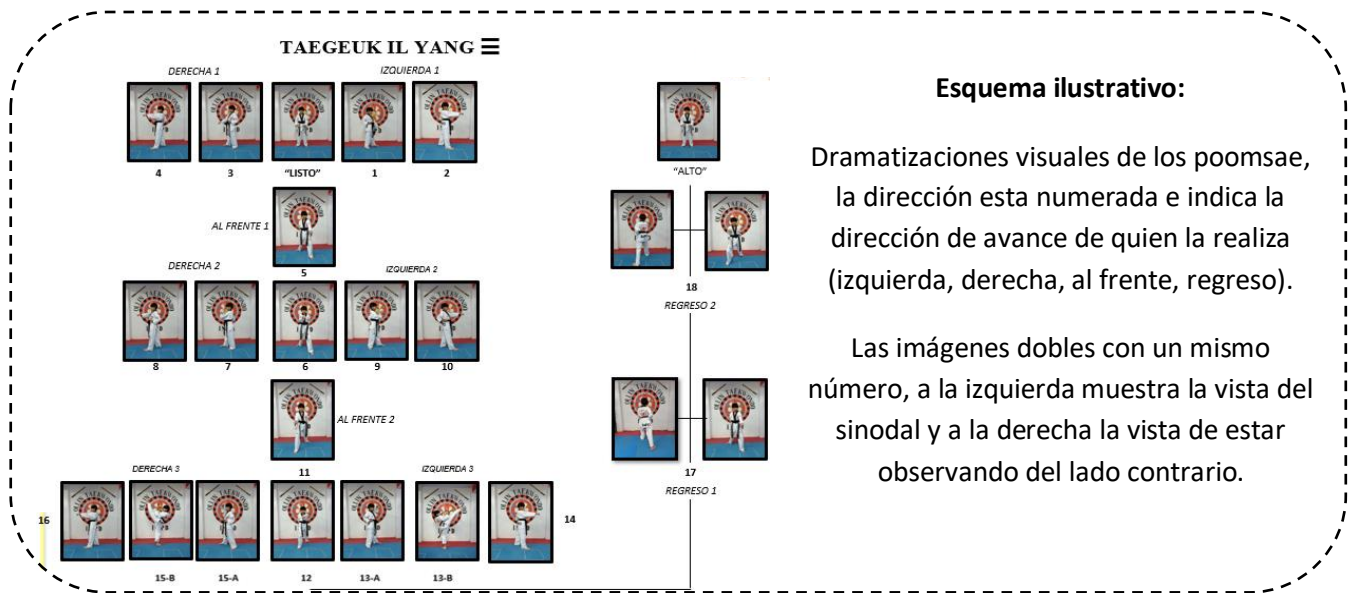 TAEGEUK IL YANG ☰
DERECHA 1
IZQUIERDA 1
4
3
"LISTO"
1
2
AL FRENTE 1
5
DERECHA 2
IZQUIERDA 2
8
7
6
9
10
AL FRENTE 2
11
DERECHA 3
IZQUIERDA 3
16
14
15-B
15-A
12
13-A
13-B
"ALTO"
18
REGRESO 2
17
REGRESO 1
Esquema ilustrativo:
Dramatizaciones visuales de los poomsae,
la dirección esta numerada e indica la
dirección de avance de quien la realiza
(izquierda, derecha, al frente, regreso).
Las imágenes dobles con un mismo
número, a la izquierda muestra la vista del
sinodal y a la derecha la vista de estar
observando del lado contrario.